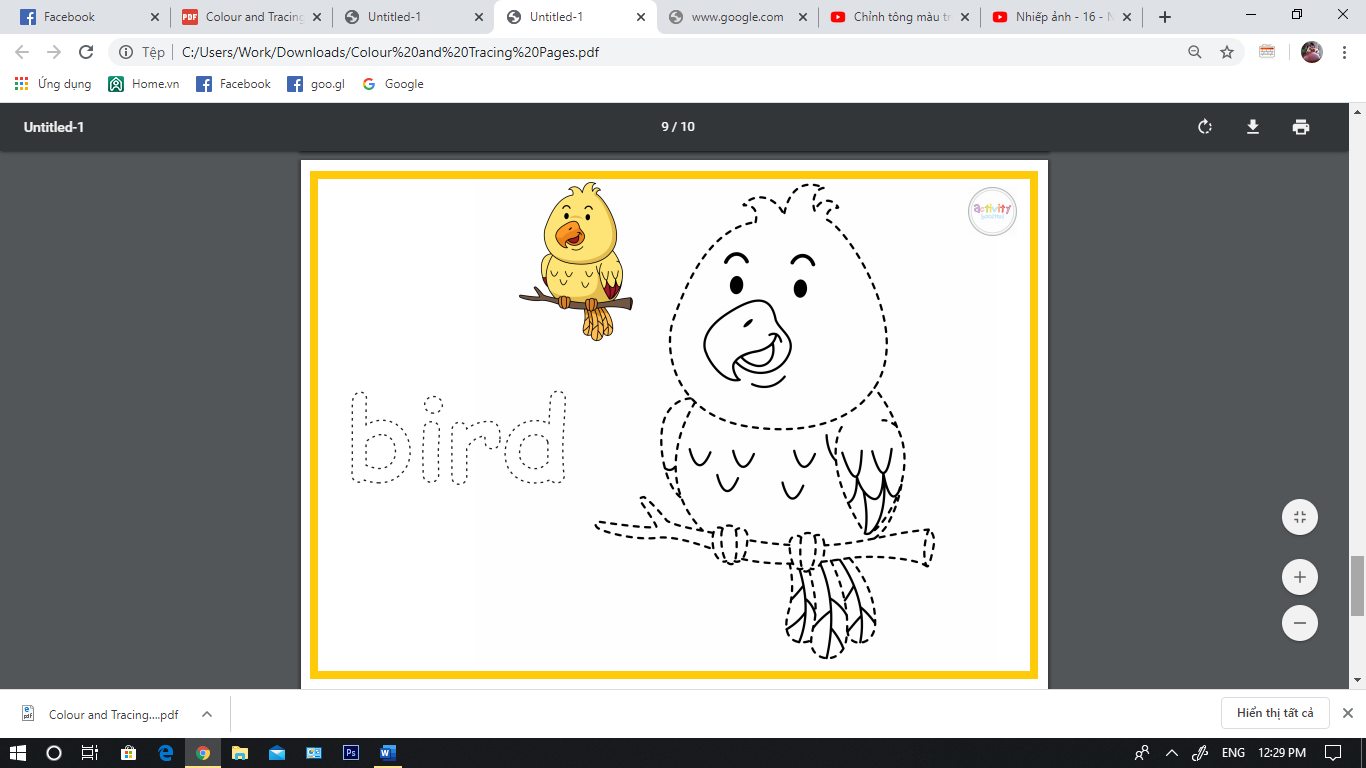 Facebook
Colour and Tracing
Untitled-1
Untitled-1
www.google.com
Chỉnh tông màu tr
Nhiếp ảnh - 16 - N
Tệp
C:/Users/Work/Downloads/Colour%20and%20Tracing%20Pages.pdf
Ứng dụng
Home.vn
Facebook
goo.gl
Google
Untitled-1
9 / 10
activity
bird
Colour and Tracing....pdf
Hiển thị tất cả
ENG
12:29 PM